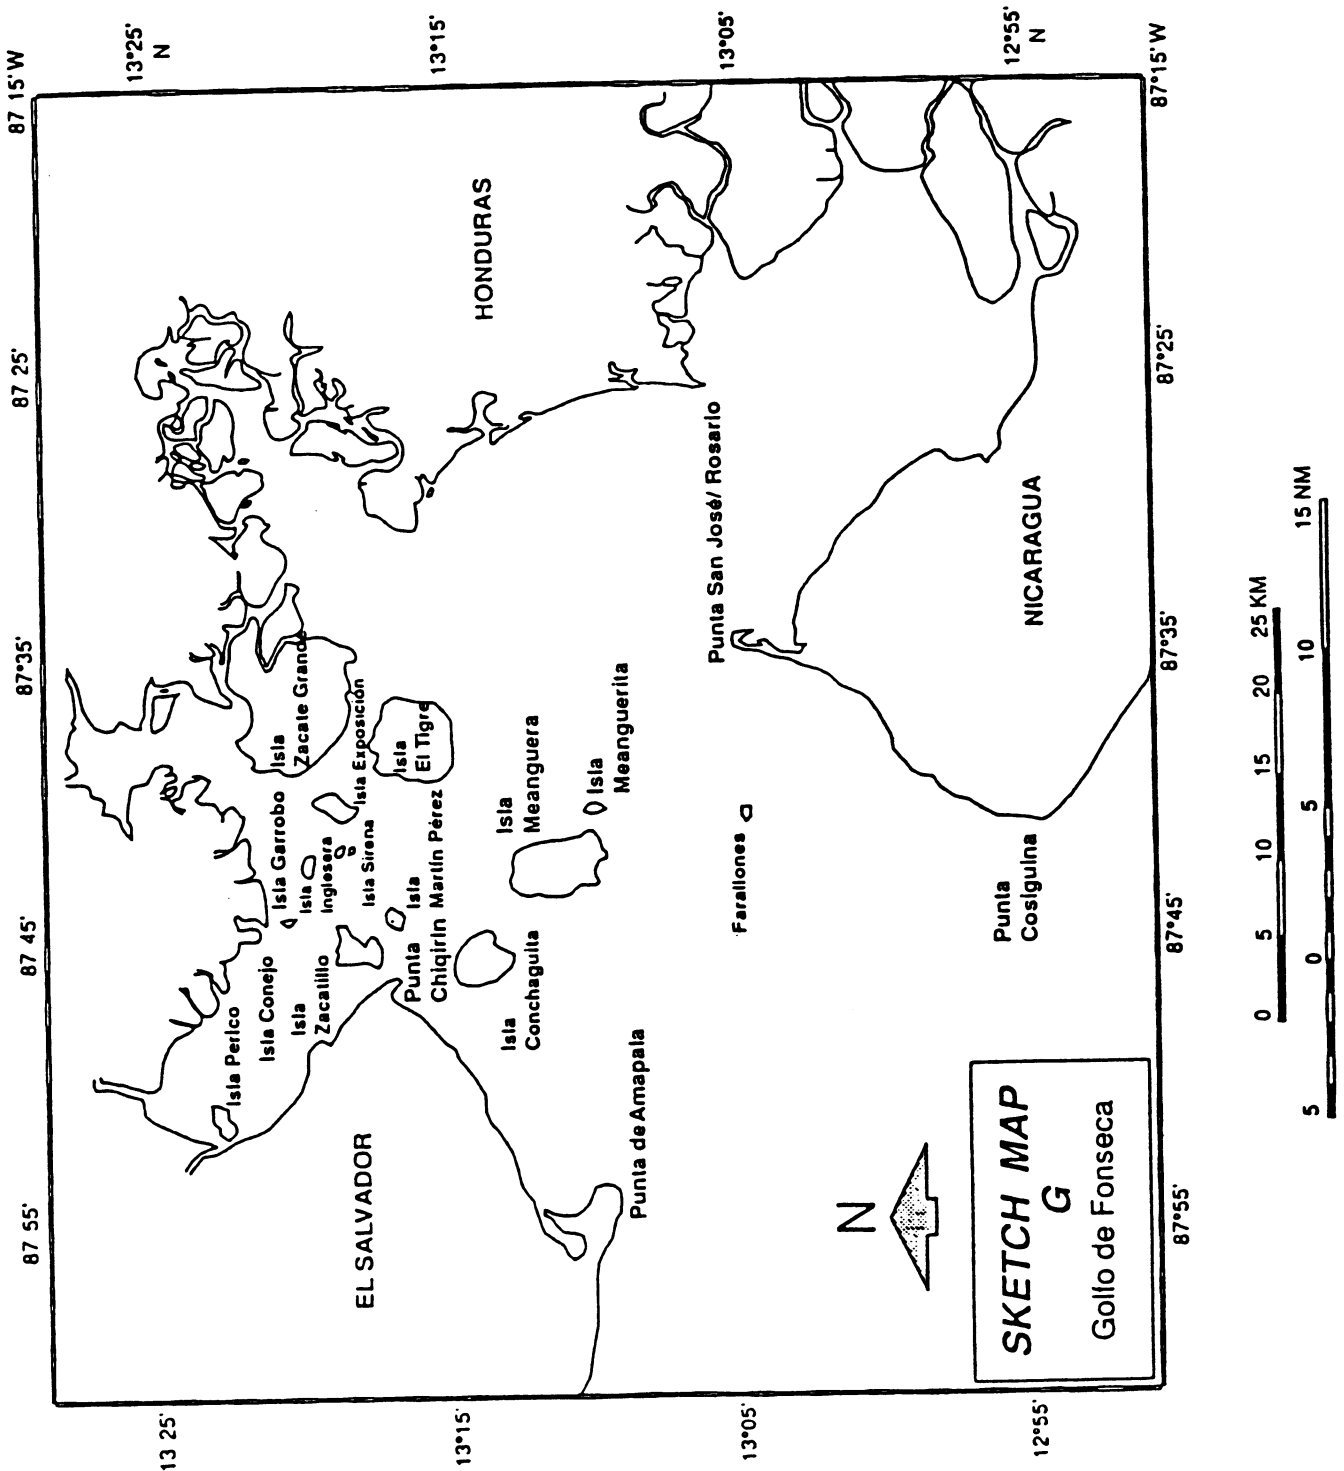 87 55'
87 45'
87°35'
87 25'
87 15' W
13 25'
13°15'
13°05'
12°55'
13°25'
N
13°15'
13°05'
12°55'
N
EL SALVADOR
HONDURAS
NICARAGUA
Isla Perico
Isla Conejo
Isla Garrobo
Isla
Zacatillo
Isla
Inglesera
Isla Sirena
Isla Exposición
Isla
Zacate Grande
Isla
El Tigre
Punta
Chiqirín
Isla
Martín Pérez
Isla
Conchaguita
Isla
Meanguera
Isla
Meanguerita
Punta de Amapala
Farallones
Punta San José/ Rosario
Punta
Cosiguina
N
SKETCH MAP
G
Golfo de Fonseca
87°55'
87°45'
87°35'
87°25'
87°15' W
0 5 10 15 20 25 KM
5 0 5 10 15 NM